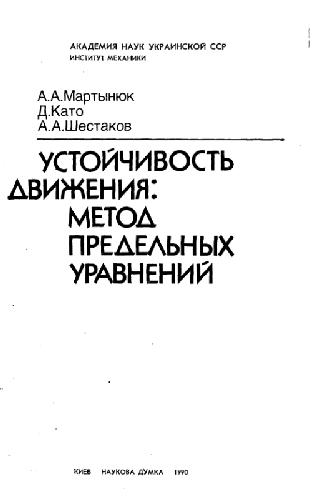 АКАДЕМИЯ НАУК УКРАИНСКОЙ ССР
ИНСТИТУТ МЕХАНИКИ
А.А.Мартынюк
Д.Като
А.А.Шестаков
УСТОЙЧИВОСТЬ
ДВИЖЕНИЯ:
МЕТОД
ПРЕДЕЛЬНЫХ
УРАВНЕНИЙ
КИЕВ НАУКОВА ДУМКА 1990